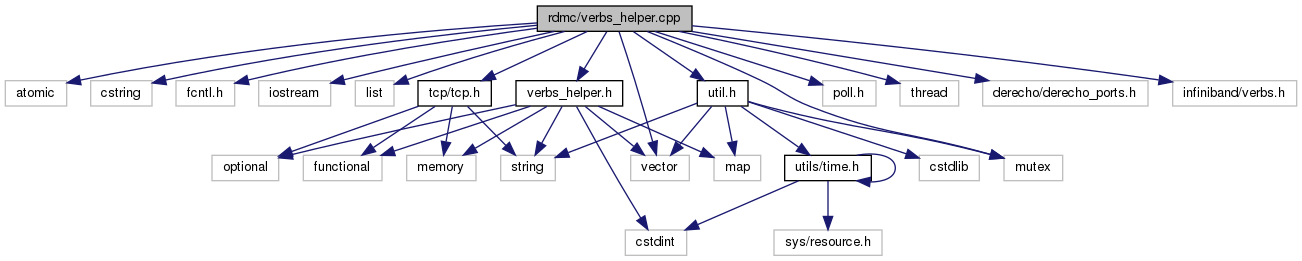 rdmc/verbs_helper.cpp
atomic
cstring
fcntl.h
iostream
list
tcp/tcp.h
verbs_helper.h
util.h
poll.h
thread
derecho/derecho_ports.h
infiniband/verbs.h
optional
functional
memory
string
vector
map
utils/time.h
cstdlib
mutex
cstdint
sys/resource.h